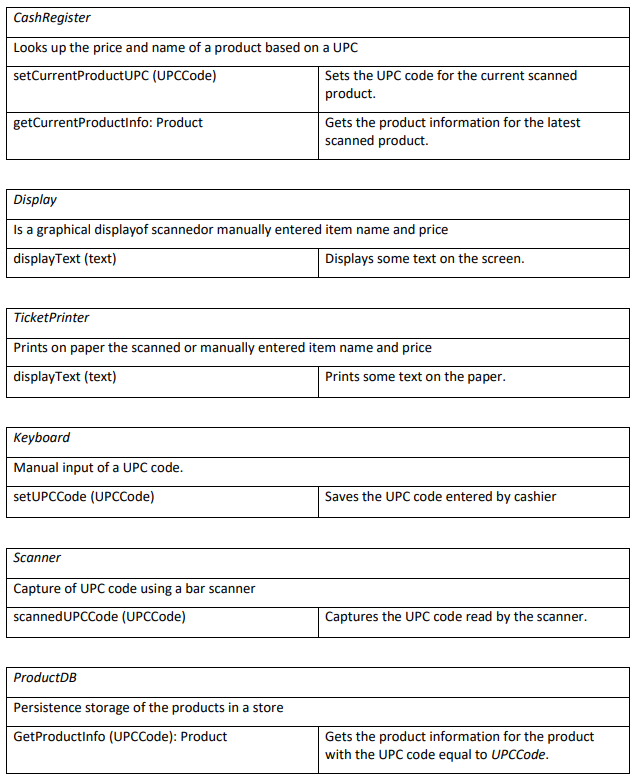 CashRegister
Looks up the price and name of a product based on a UPC
setCurrentProductUPC (UPCCode)
Sets the UPC code for the current scanned
product.
getCurrentProductInfo: Product
Gets the product information for the latest
scanned product.
Display
Is a graphical displayof scannedor manually entered item name and price
displayText (text)
Displays some text on the screen.
TicketPrinter
Prints on paper the scanned or manually entered item name and price
displayText (text)
Prints some text on the paper.
Keyboard
Manual input of a UPC code.
setUPCCode (UPCCode)
Saves the UPC code entered by cashier
Scanner
Capture of UPC code using a bar scanner
scannedUPCCode (UPCCode)
Captures the UPC code read by the scanner.
ProductDB
Persistence storage of the products in a store
GetProductInfo (UPCCode): Product
Gets the product information for the product
with the UPC code equal to UPCCode.